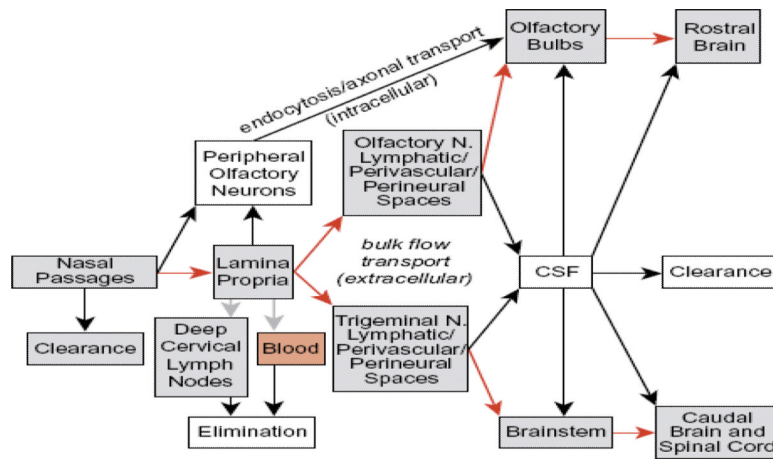 Olfactory
Bulbs
Rostral
Brain
endocytosis/axonal transport
(intracellular)
Peripheral
Olfactory
Neurons
Olfactory N.
Lymphatic/
Perivascular/
Perineural
Spaces
Nasal
Passages
Lamina
Propria
bulk flow
transport
(extracellular)
CSF
Clearance
Clearance
Deep
Cervical
Lymph
Nodes
Blood
Trigeminal N.
Lymphatic/
Perivascular/
Perineural
Spaces
Elimination
Brainstem
Caudal
Brain and
Spinal Cord